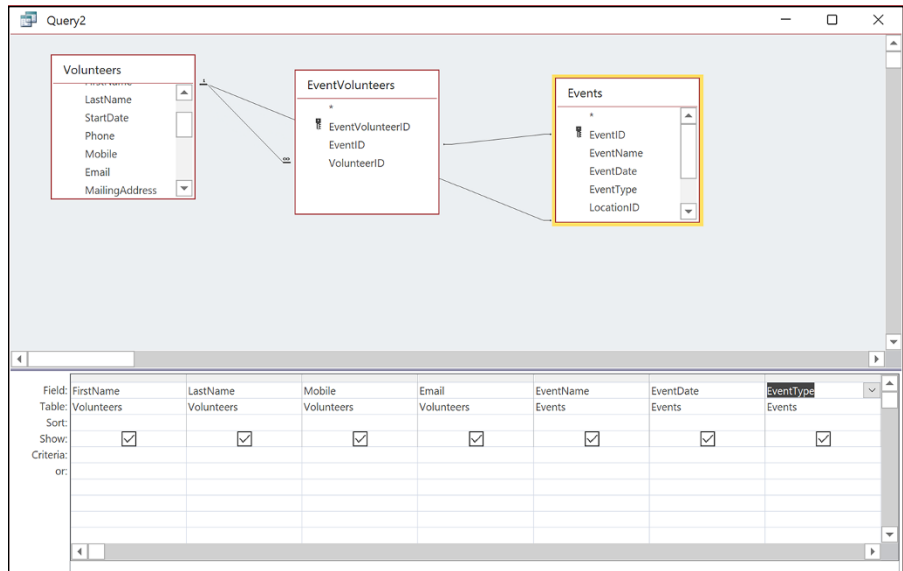 Query2
Volunteers
FirstName
LastName
StartDate
Phone
Mobile
Email
MailingAddress
1
∞
EventVolunteers
*
EventVolunteerID
EventID
VolunteerID
Events
*
EventID
EventName
EventDate
EventType
LocationID
Field: FirstName LastName Mobile Email EventName EventDate EventType
Table: Volunteers Volunteers Volunteers Volunteers Events Events Events
Sort:
Show:
Criteria:
or: